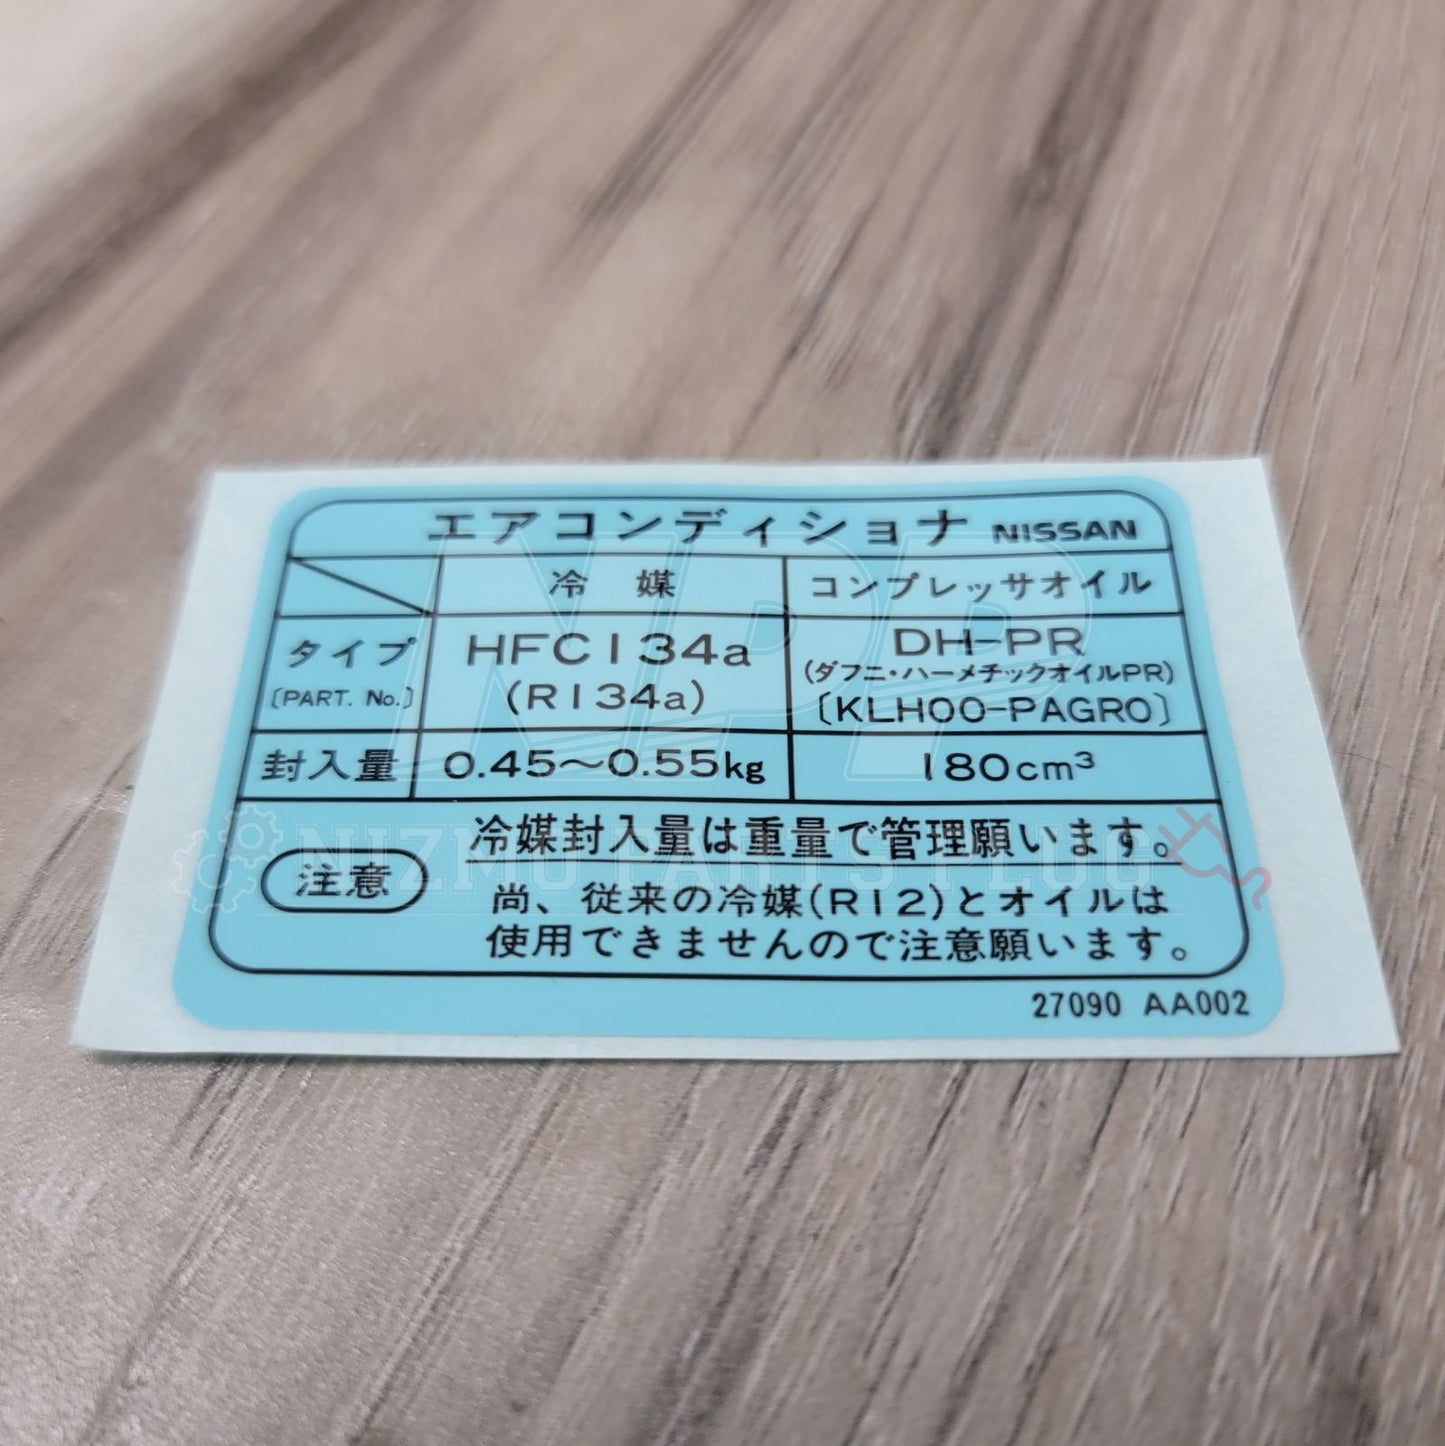 エアコンディショナ NISSAN
冷 媒 コンプレッサオイル
タイプ HFC134a DH-PR
(ダフニ・ハーメチックオイルPR)
〔PART. No.〕 (R134a) 〔KLH00-PAGR0〕
封入量 0.45～0.55kg 180cm³
冷媒封入量は重量で管理願います。
注意
尚、従来の冷媒(R12)とオイルは
使用できませんので注意願います。
27090 AA002
NPP
NIZMO PARTS PLUG